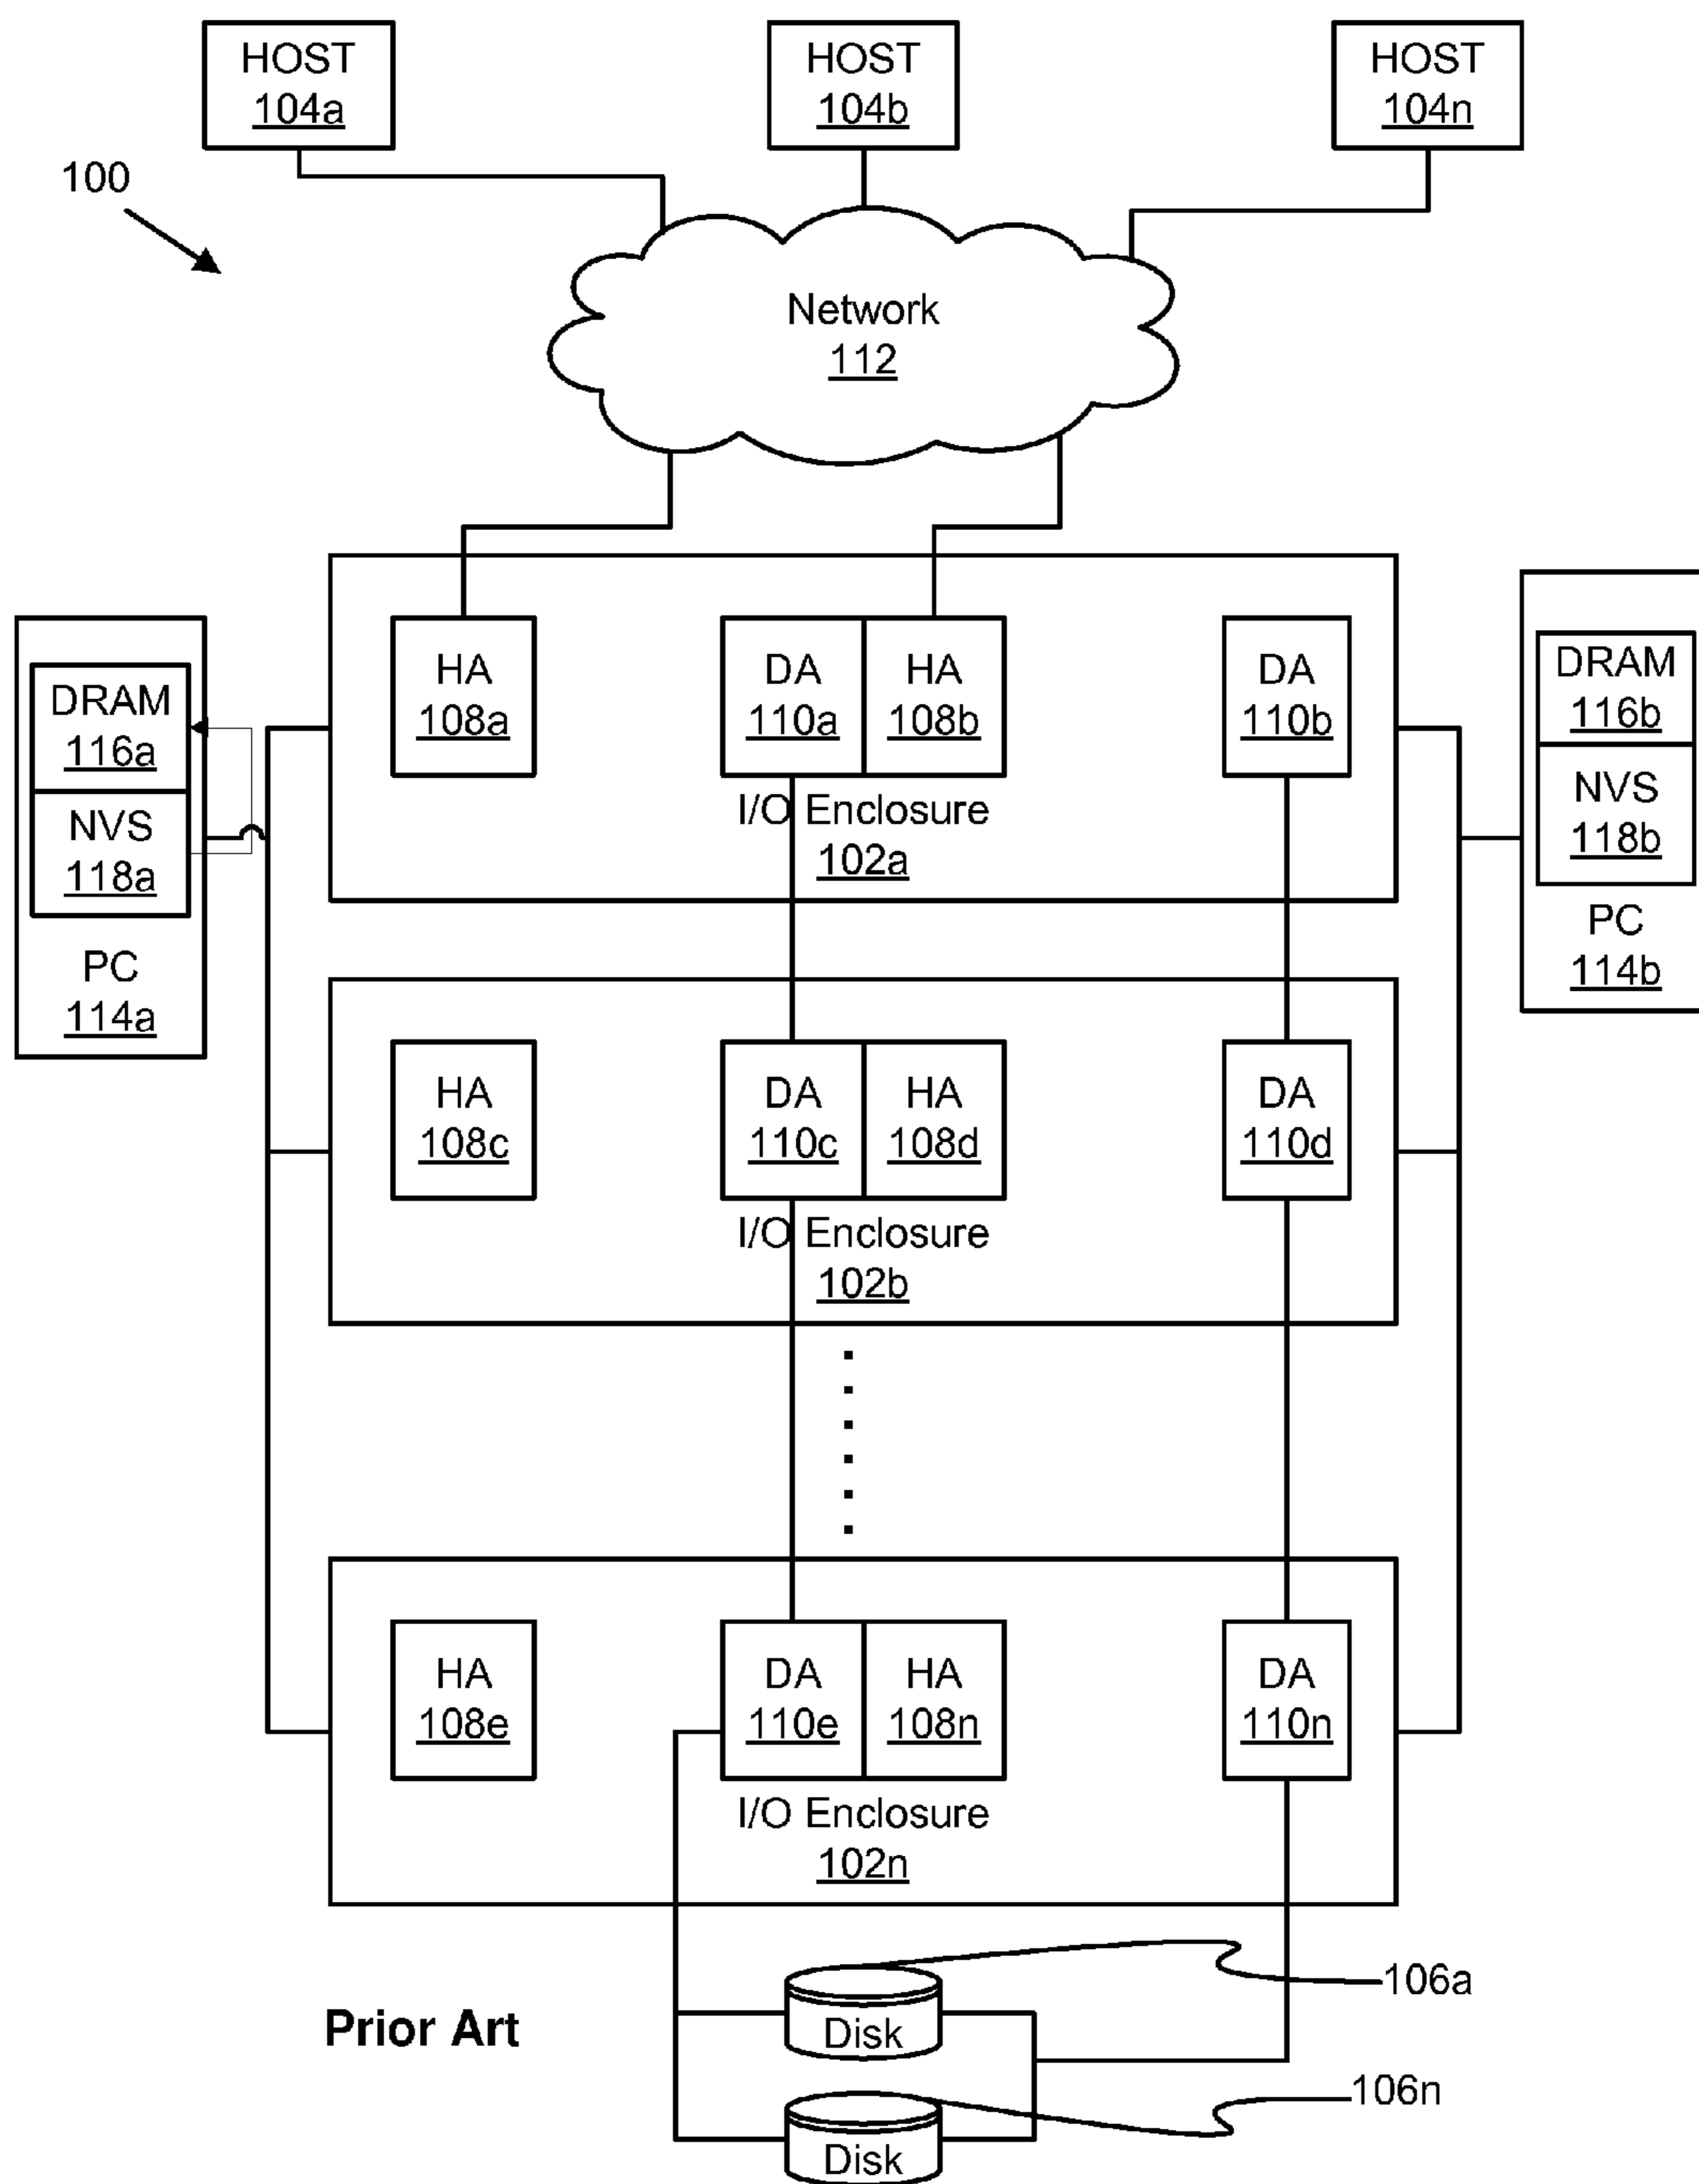 HOST
104a
HOST
104b
HOST
104n
100
Network
112
HA
108a
DA
110a
HA
108b
DA
110b
I/O Enclosure
102a
DRAM
116a
NVS
118a
PC
114a
DRAM
116b
NVS
118b
PC
114b
HA
108c
DA
110c
HA
108d
DA
110d
I/O Enclosure
102b
HA
108e
DA
110e
HA
108n
DA
110n
I/O Enclosure
102n
106a
Disk
Prior Art
106n
Disk